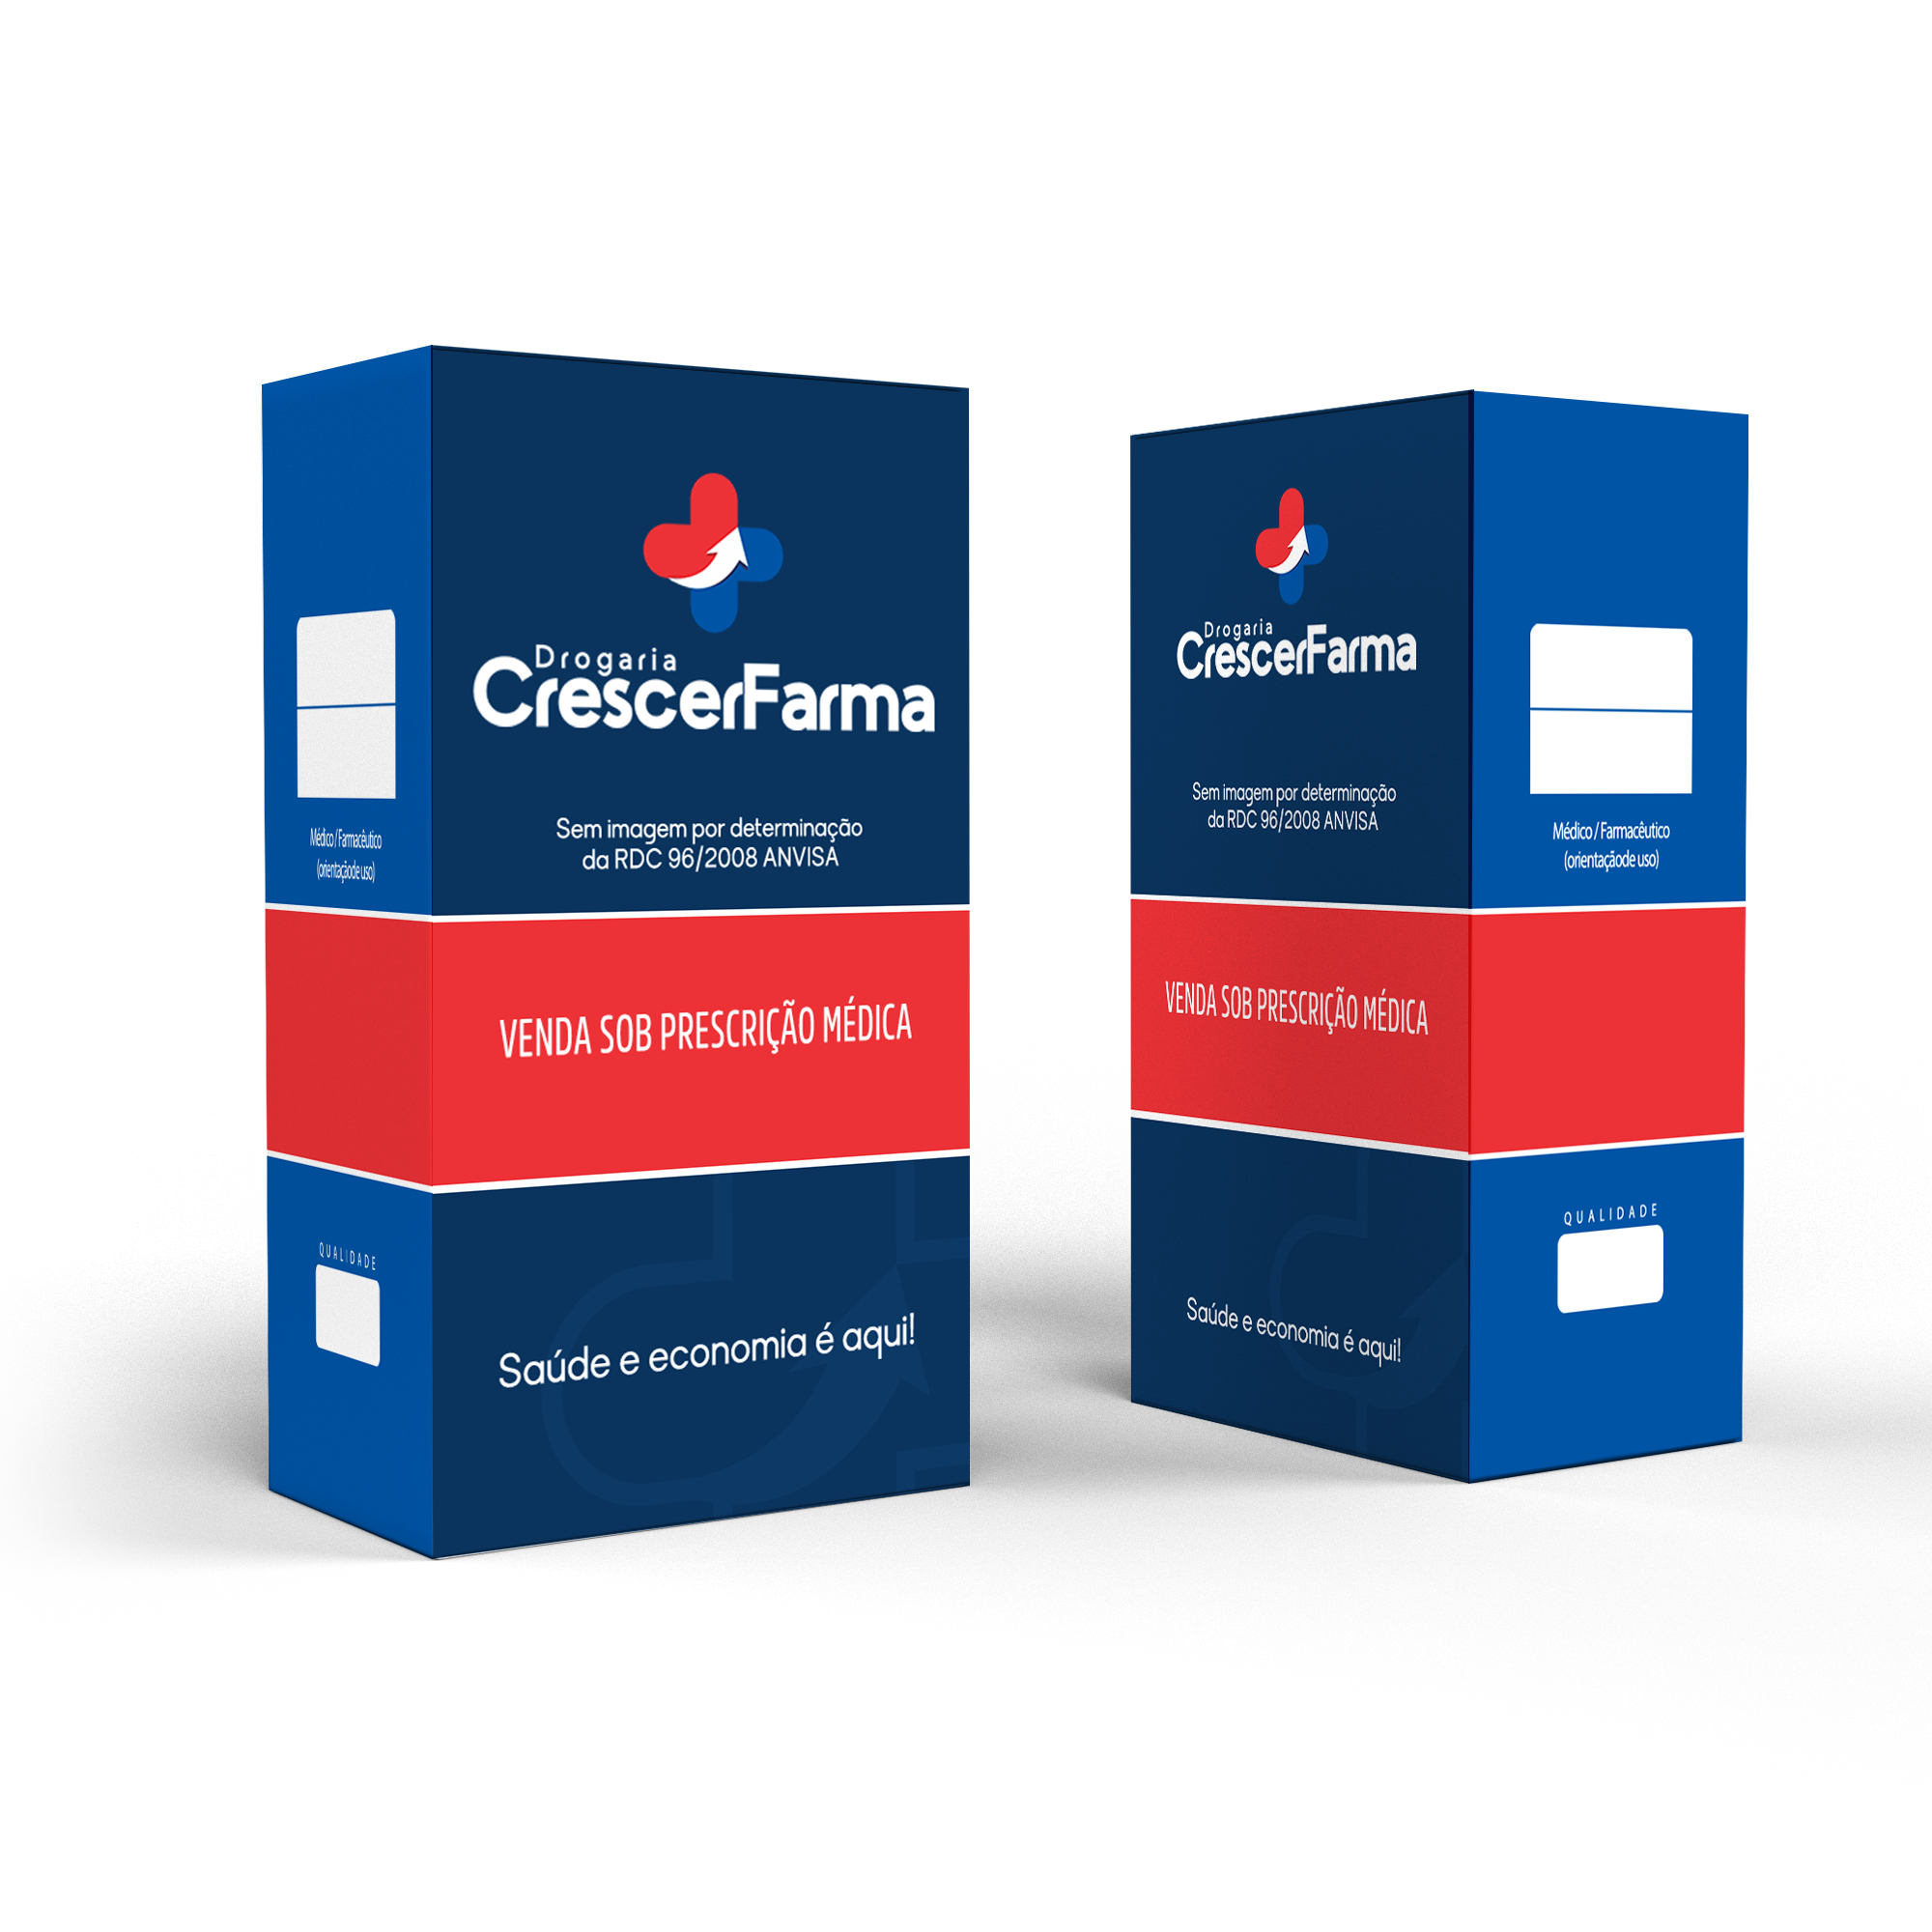 Drogaria
CrescerFarma
Sem imagem por determinação
da RDC 96/2008 ANVISA
VENDA SOB PRESCRIÇÃO MÉDICA
Saúde e economia é aqui!
Médico / Farmacêutico
(orientaçãode uso)
QUALIDADE
Drogaria
CrescerFarma
Sem imagem por determinação
da RDC 96/2008 ANVISA
VENDA SOB PRESCRIÇÃO MÉDICA
Saúde e economia é aqui!
Médico / Farmacêutico
(orientaçãode uso)
QUALIDADE